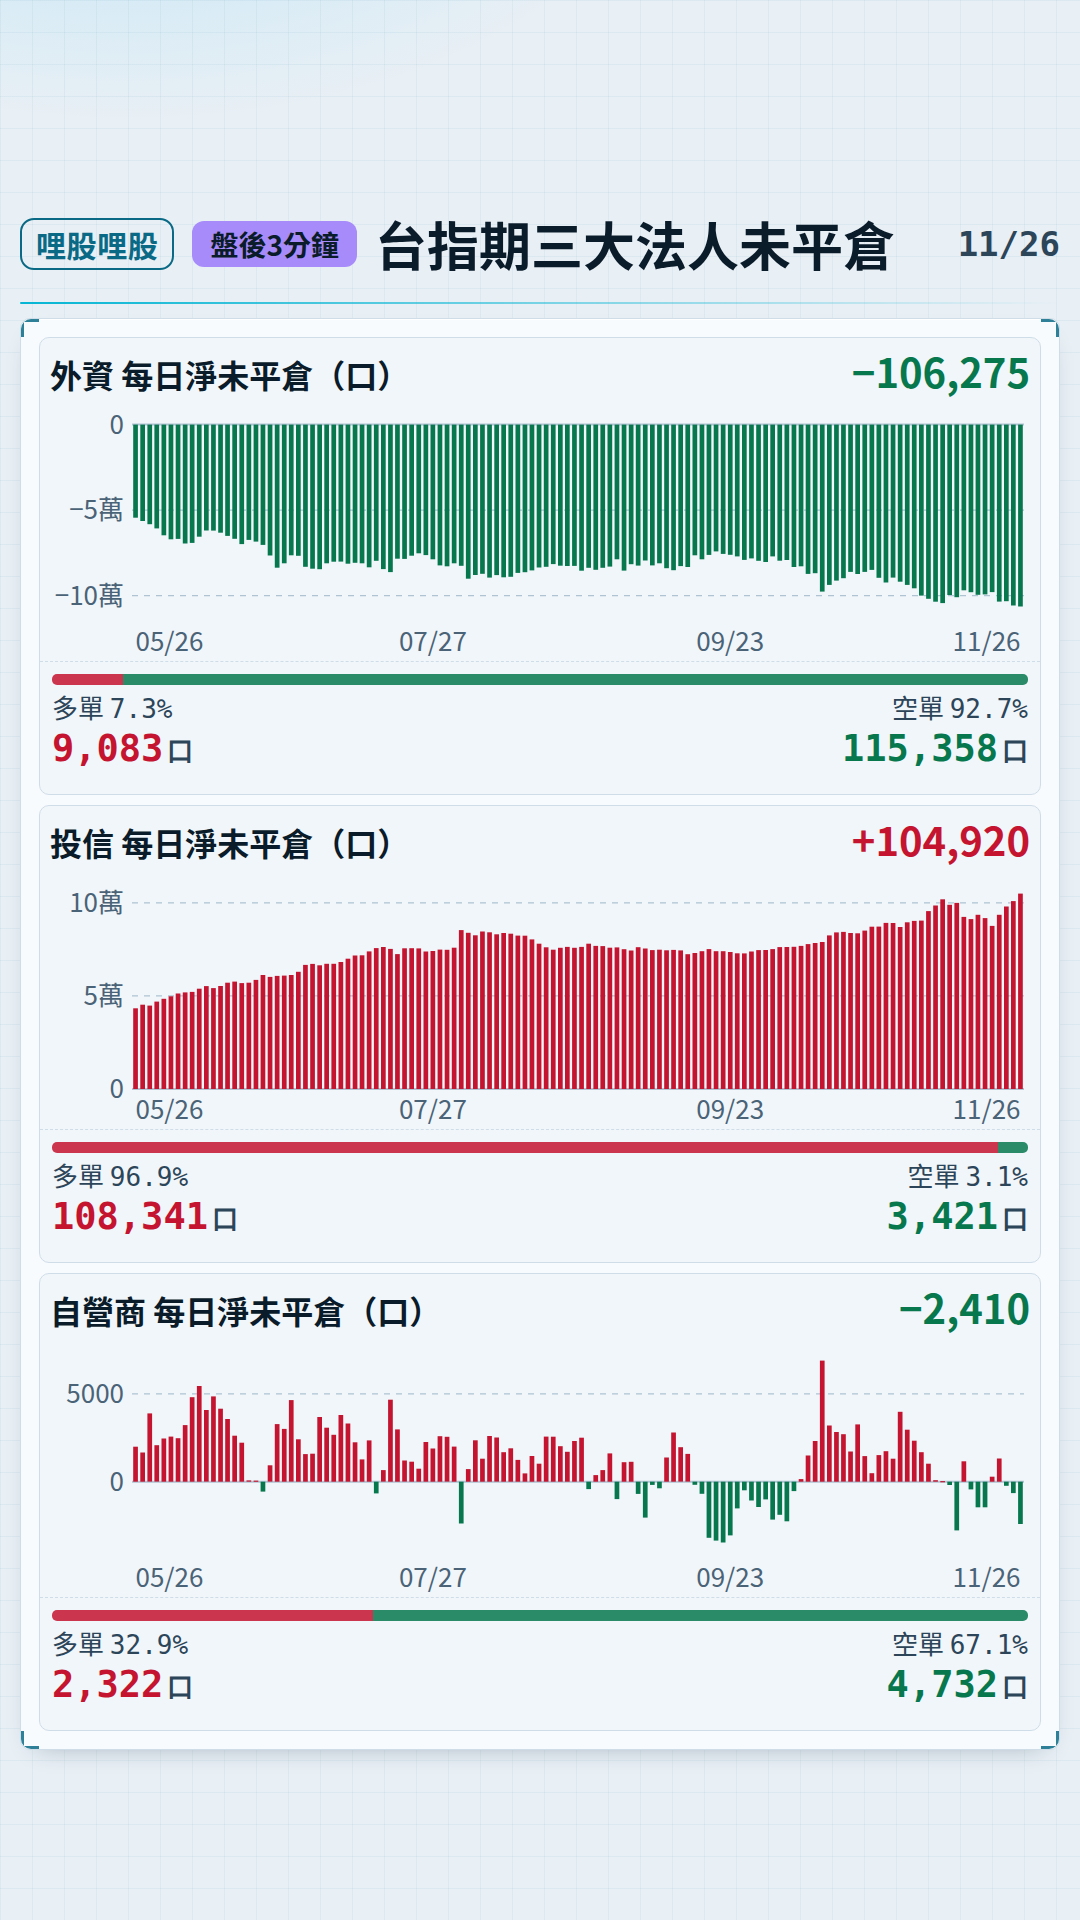 哩股哩股 盤後3分鐘 台指期三大法人未平倉 11/26
外資 每日淨未平倉（口） −106,275
0
−5萬
−10萬
05/26 07/27 09/23 11/26
多單 7.3% 空單 92.7%
9,083口 115,358口
投信 每日淨未平倉（口） +104,920
10萬
5萬
0
05/26 07/27 09/23 11/26
多單 96.9% 空單 3.1%
108,341口 3,421口
自營商 每日淨未平倉（口） −2,410
5000
0
05/26 07/27 09/23 11/26
多單 32.9% 空單 67.1%
2,322口 4,732口